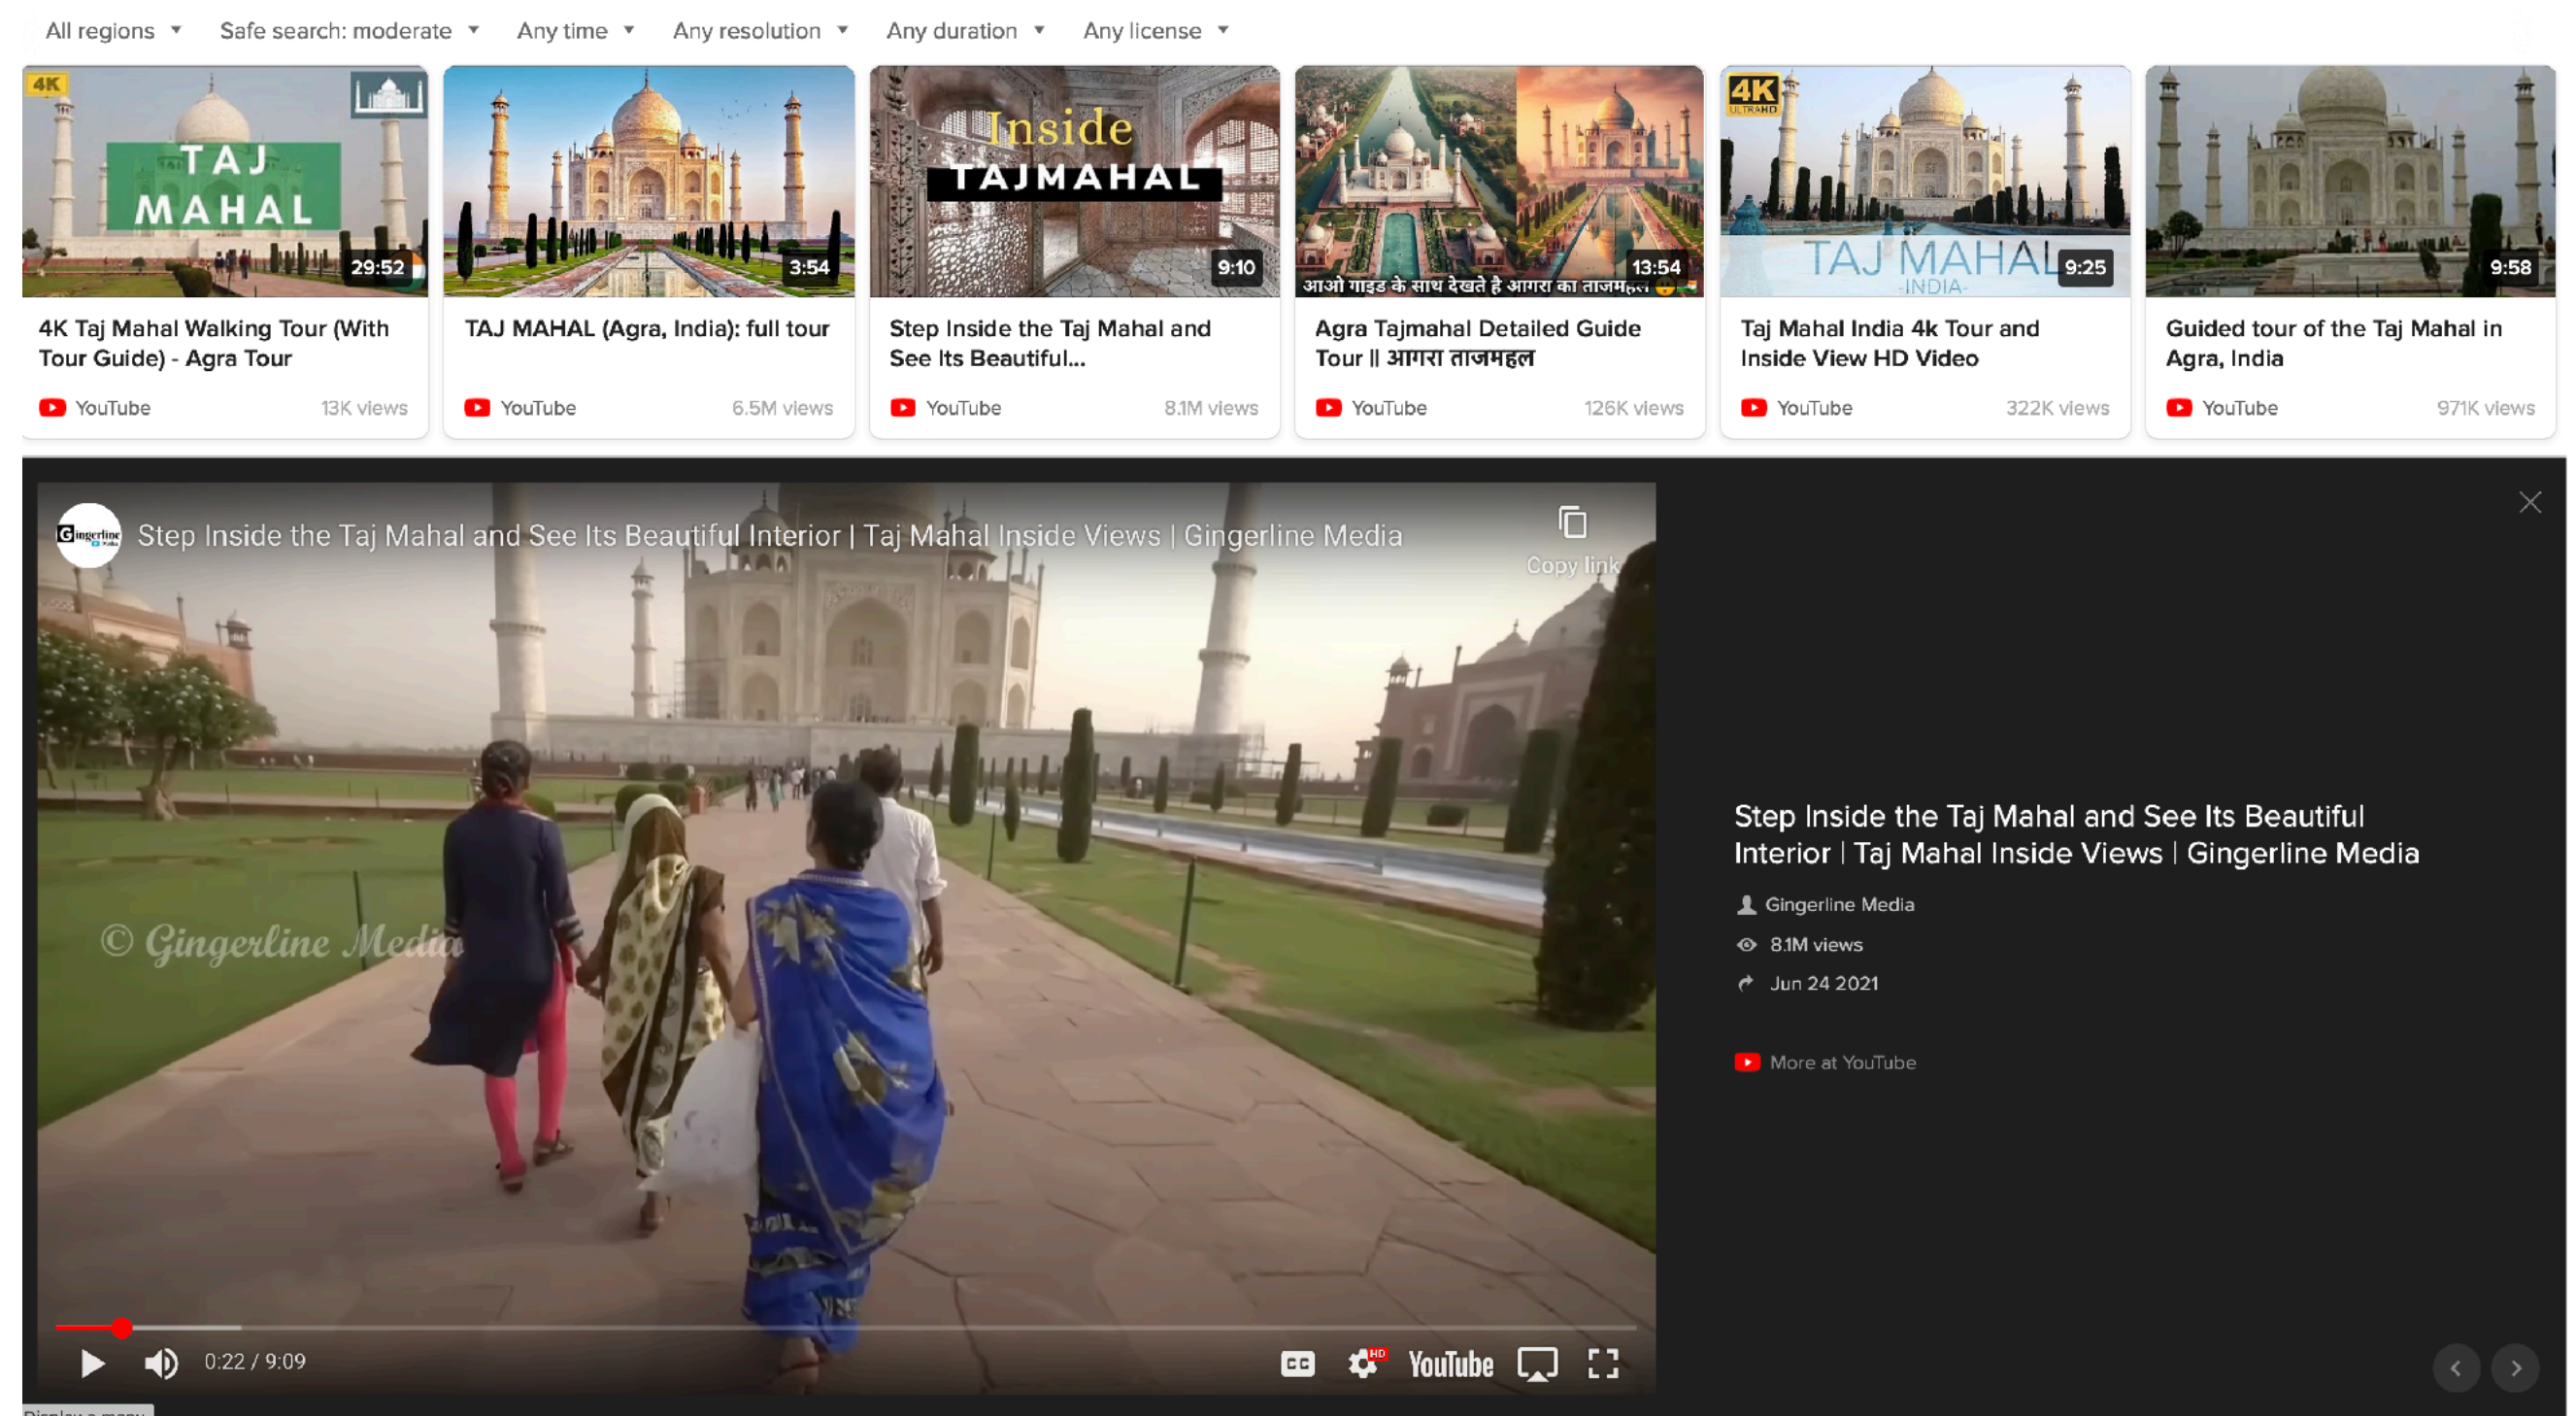 All regions Safe search: moderate Any time Any resolution Any duration Any license
4K
TAJ
MAHAL
29:52
4K Taj Mahal Walking Tour (With
Tour Guide) - Agra Tour
YouTube 13K views
3:54
TAJ MAHAL (Agra, India): full tour
YouTube 6.5M views
Inside
TAJMAHAL
9:10
Step Inside the Taj Mahal and
See Its Beautiful...
YouTube 8.1M views
13:54
आओ गाइड के साथ देखते है आगरा का ताजमहल
Agra Tajmahal Detailed Guide
Tour || आगरा ताजमहल
YouTube 126K views
4K
ULTRAHD
TAJ MAHAL
-INDIA-
9:25
Taj Mahal India 4k Tour and
Inside View HD Video
YouTube 322K views
9:58
Guided tour of the Taj Mahal in
Agra, India
YouTube 971K views
Gingerline
Media
Step Inside the Taj Mahal and See Its Beautiful Interior | Taj Mahal Inside Views | Gingerline Media
Copy link
© Gingerline Media
0:22 / 9:09
CC HD YouTube
Step Inside the Taj Mahal and See Its Beautiful
Interior | Taj Mahal Inside Views | Gingerline Media
Gingerline Media
8.1M views
Jun 24 2021
More at YouTube
Display a menu